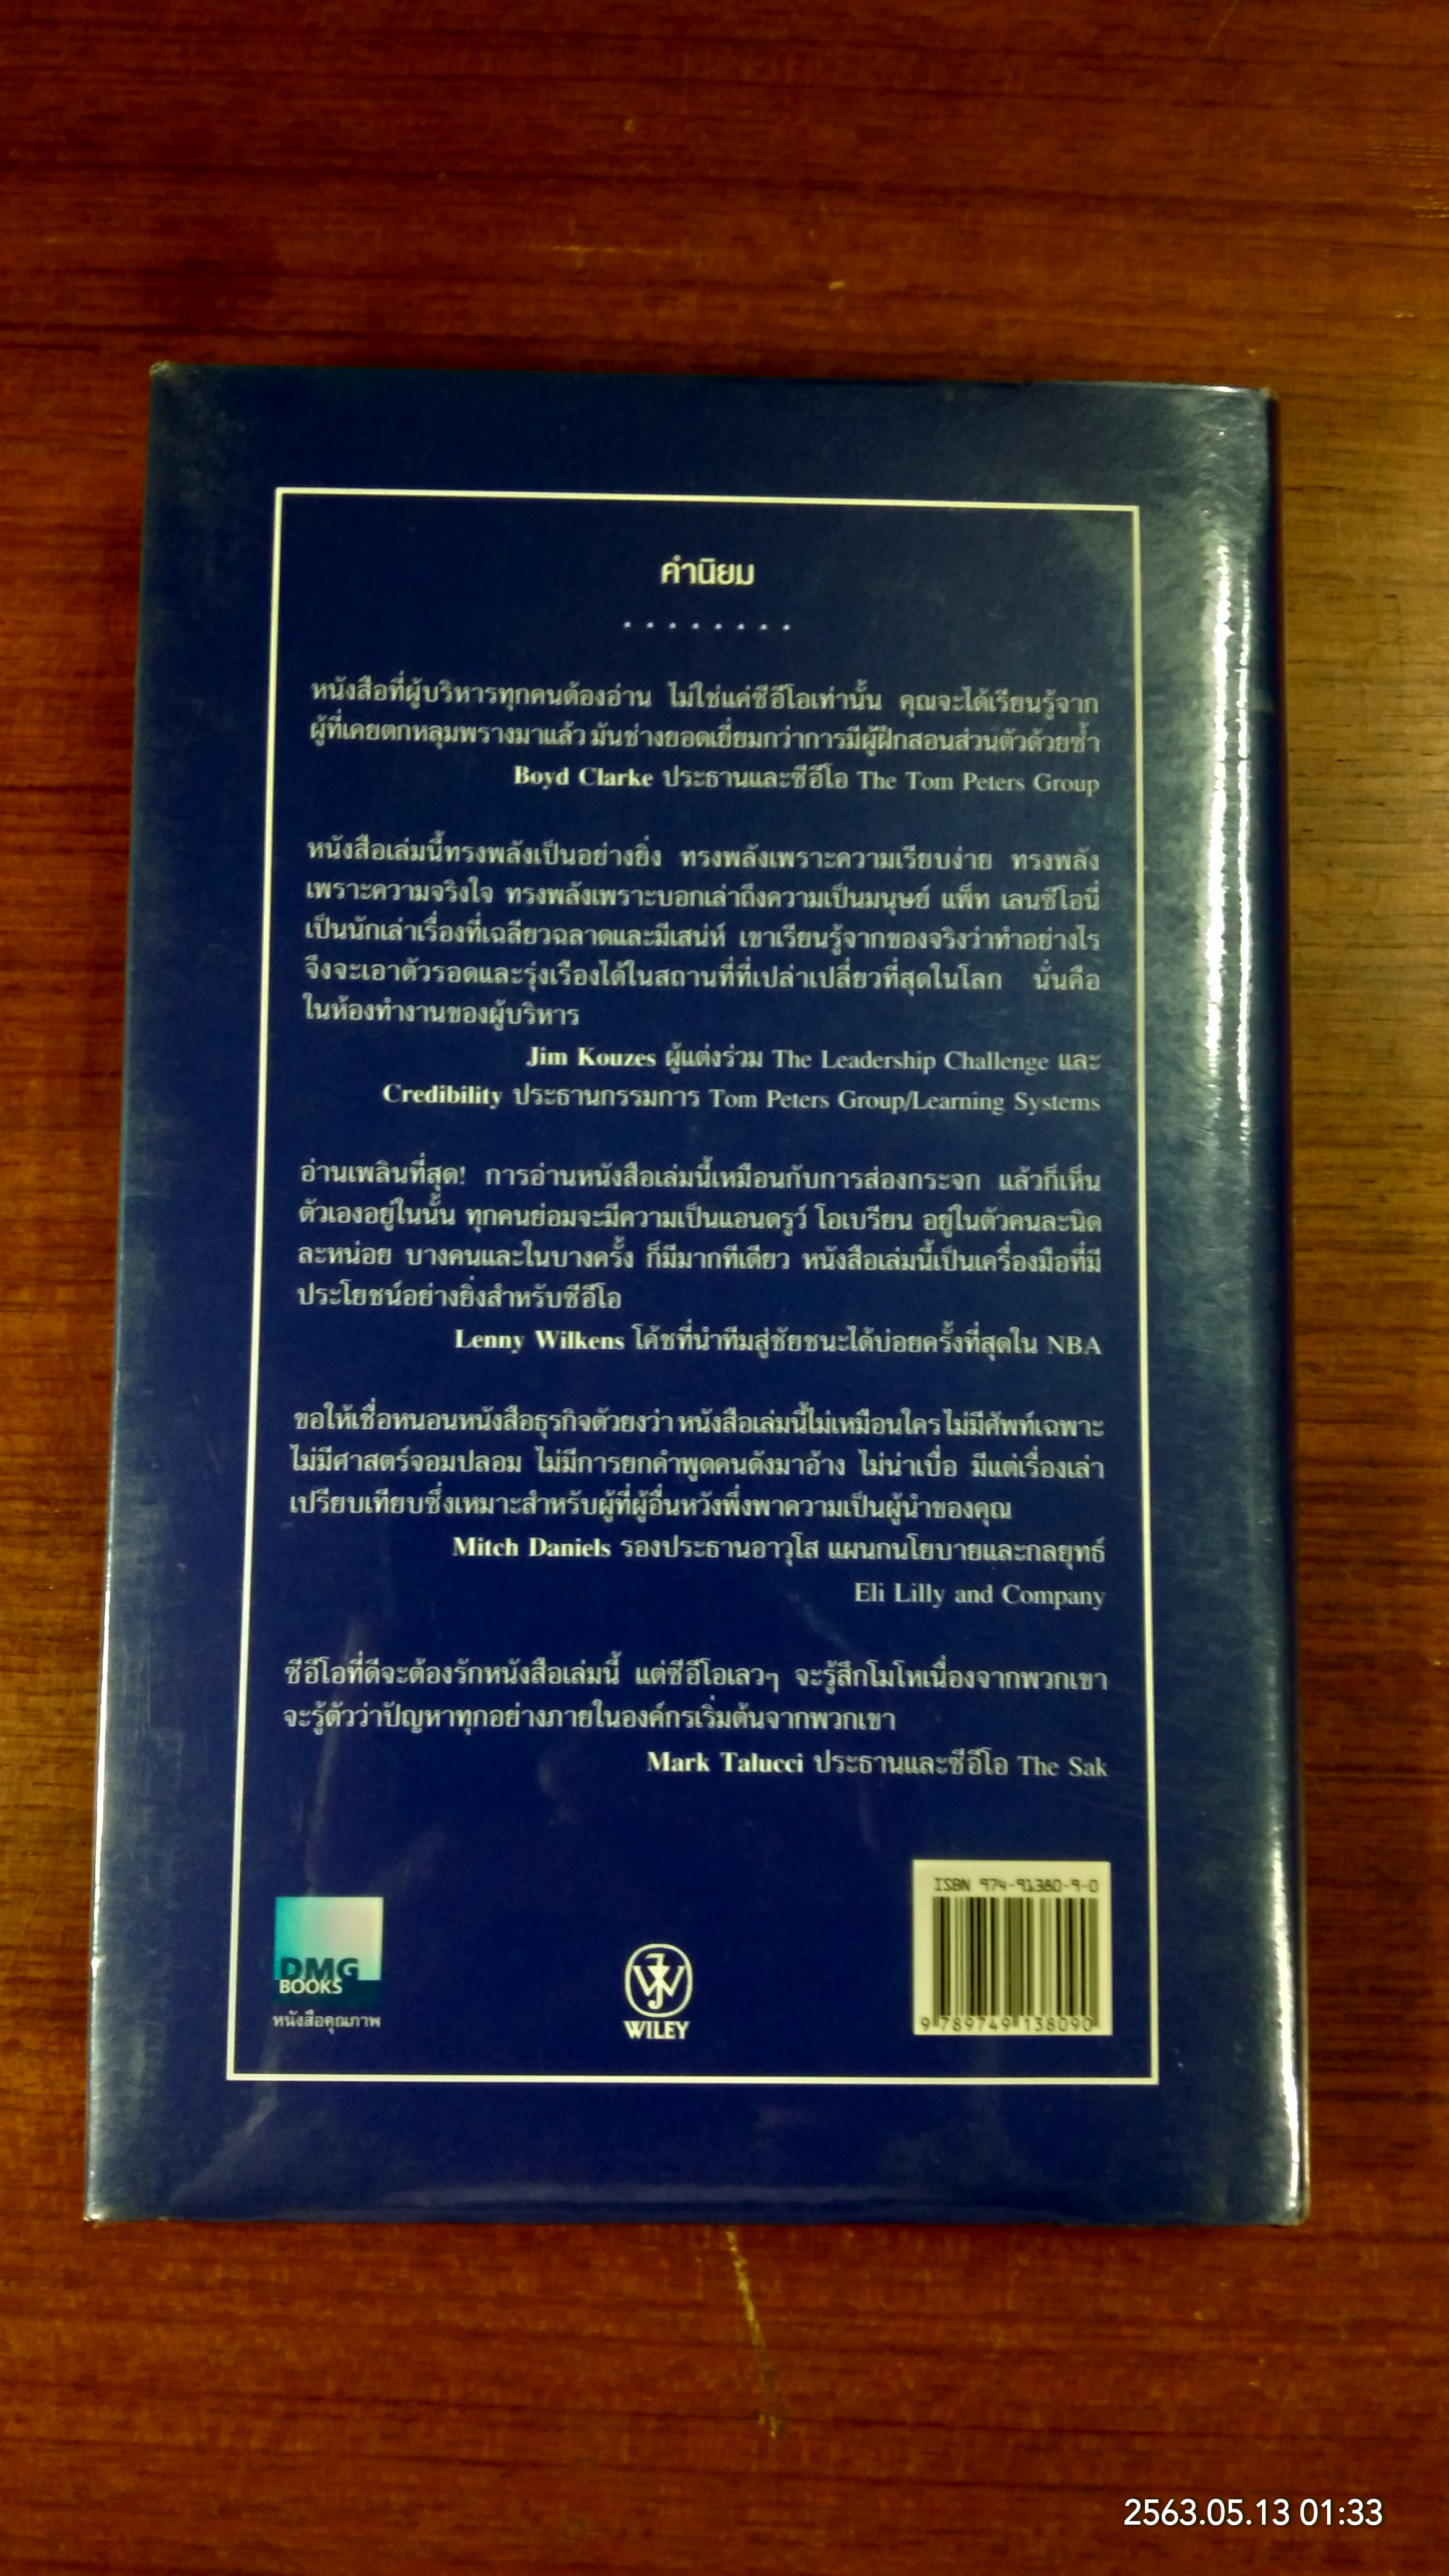 คำนิยม
หนังสือที่ผู้บริหารทุกคนต้องอ่าน ไม่ใช่แค่ซีอีโอเท่านั้น คุณจะได้เรียนรู้จาก
ผู้ที่เคยตกหลุมพรางมาแล้ว มันช่างยอดเยี่ยมกว่าการมีผู้ฝึกสอนส่วนตัวด้วยซ้ำ
Boyd Clarke ประธานและซีอีโอ The Tom Peters Group
หนังสือเล่มนี้ทรงพลังเป็นอย่างยิ่ง ทรงพลังเพราะความเรียบง่าย ทรงพลัง
เพราะความจริงใจ ทรงพลังเพราะบอกเล่าถึงความเป็นมนุษย์ แพ็ท เลนซีโอนี่
เป็นนักเล่าเรื่องที่เฉลียวฉลาดและมีเสน่ห์ เขาเรียนรู้จากของจริงว่าทำอย่างไร
จึงจะเอาตัวรอดและรุ่งเรืองได้ในสถานที่ที่เปล่าเปลี่ยวที่สุดในโลก นั่นคือ
ในห้องทำงานของผู้บริหาร
Jim Kouzes ผู้แต่งร่วม The Leadership Challenge และ
Credibility ประธานกรรมการ Tom Peters Group/Learning Systems
อ่านเพลินที่สุด! การอ่านหนังสือเล่มนี้เหมือนกับการส่องกระจก แล้วก็เห็น
ตัวเองอยู่ในนั้น ทุกคนย่อมจะมีความเป็นแอนดรูว์ โอเบรียน อยู่ในตัวคนละนิด
ละหน่อย บางคนและในบางครั้ง ก็มีมากทีเดียว หนังสือเล่มนี้เป็นเครื่องมือที่มี
ประโยชน์อย่างยิ่งสำหรับซีอีโอ
Lenny Wilkens โค้ชที่นำทีมสู่ชัยชนะได้บ่อยครั้งที่สุดใน NBA
ขอให้เชื่อหนอนหนังสือธุรกิจตัวยงว่า หนังสือเล่มนี้ไม่เหมือนใคร ไม่มีศัพท์เฉพาะ
ไม่มีศาสตร์จอมปลอม ไม่มีการยกคำพูดคนดังมาอ้าง ไม่น่าเบื่อ มีแต่เรื่องเล่า
เปรียบเทียบซึ่งเหมาะสำหรับผู้ที่ผู้อื่นหวังพึ่งพาความเป็นผู้นำของคุณ
Mitch Daniels รองประธานอาวุโส แผนกนโยบายและกลยุทธ์
Eli Lilly and Company
ซีอีโอที่ดีจะต้องรักหนังสือเล่มนี้ แต่ซีอีโอเลวๆ จะรู้สึกโมโหเนื่องจากพวกเขา
จะรู้ตัวว่าปัญหาทุกอย่างภายในองค์กรเริ่มต้นจากพวกเขา
Mark Talucci ประธานและซีอีโอ The Sak
DMG
BOOKS
หนังสือคุณภาพ
WILEY
ISBN 974-91380-9-0
9 789749 138090
2563.05.13 01:33